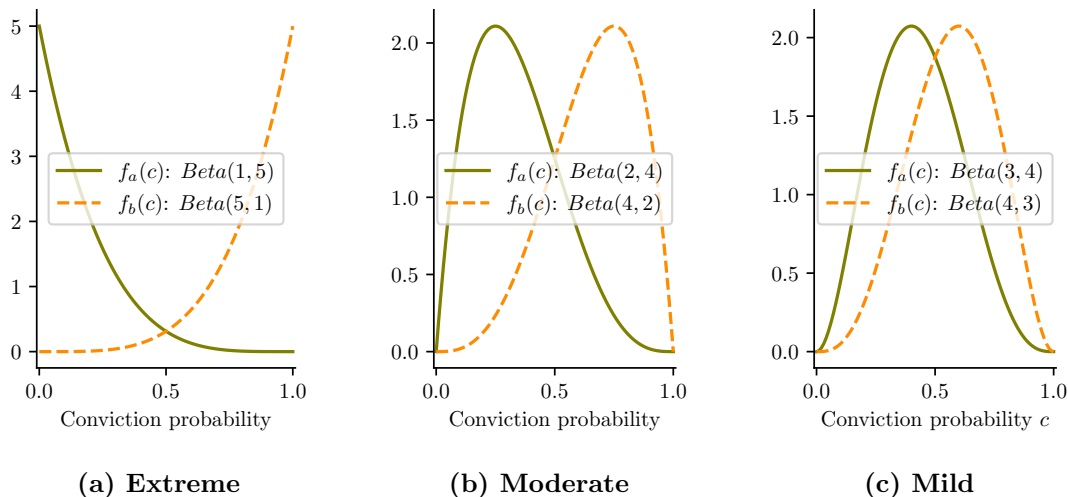 5
4
3
2
1
0
0.0 0.5 1.0
f_a(c): Beta(1, 5)
f_b(c): Beta(5, 1)
Conviction probability
(a) Extreme
2.0
1.5
1.0
0.5
0.0
0.0 0.5 1.0
f_a(c): Beta(2, 4)
f_b(c): Beta(4, 2)
Conviction probability
(b) Moderate
2.0
1.5
1.0
0.5
0.0
0.0 0.5 1.0
f_a(c): Beta(3, 4)
f_b(c): Beta(4, 3)
Conviction probability c
(c) Mild